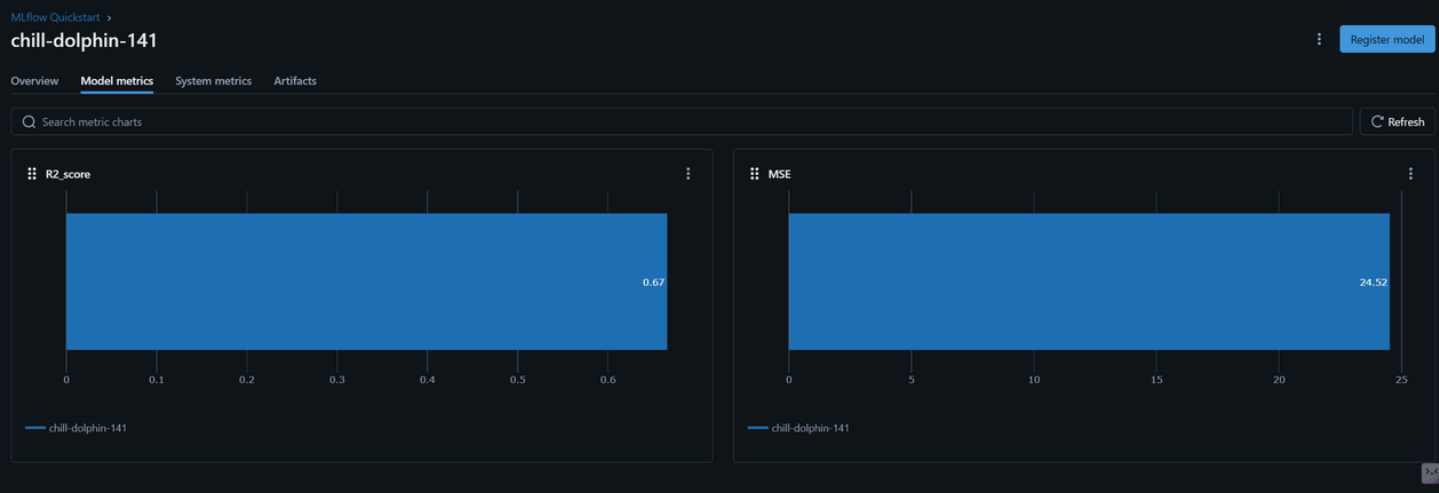 MLflow Quickstart ›
chill-dolphin-141
Register model
Overview Model metrics System metrics Artifacts
Search metric charts
Refresh
R2_score
0.67
0 0.1 0.2 0.3 0.4 0.5 0.6
chill-dolphin-141
MSE
24.52
0 5 10 15 20 25
chill-dolphin-141